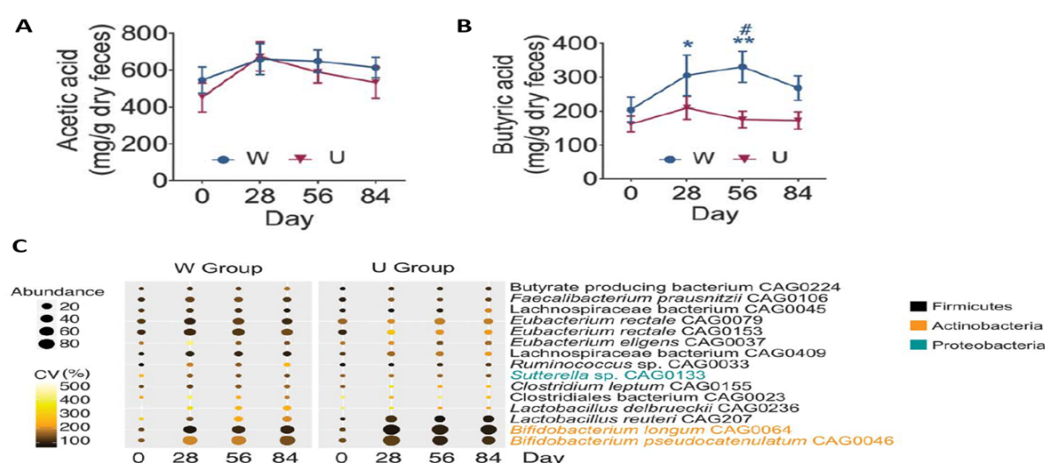 A
Acetic acid
(mg/g dry feces)
800
600
400
200
0
W
U
0 28 56 84
Day
B
Butyric acid
(mg/g dry feces)
400
300
200
100
0
*
#
**
W
U
0 28 56 84
Day
C
W Group
U Group
Abundance
20
40
60
80
CV (%)
500
400
300
200
100
Butyrate producing bacterium CAG0224
Faecalibacterium prausnitzii CAG0106
Lachnospiraceae bacterium CAG0045
Eubacterium rectale CAG0079
Eubacterium rectale CAG0153
Eubacterium eligens CAG0037
Lachnospiraceae bacterium CAG0409
Ruminococcus sp. CAG0033
Sutterella sp. CAG0133
Clostridium leptum CAG0155
Clostridiales bacterium CAG0023
Lactobacillus delbrueckii CAG0236
Lactobacillus reuteri CAG207
Bifidobacterium longum CAG0064
Bifidobacterium pseudocatenulatum CAG0046
0 28 56 84 0 28 56 84 Day
Firmicutes
Actinobacteria
Proteobacteria